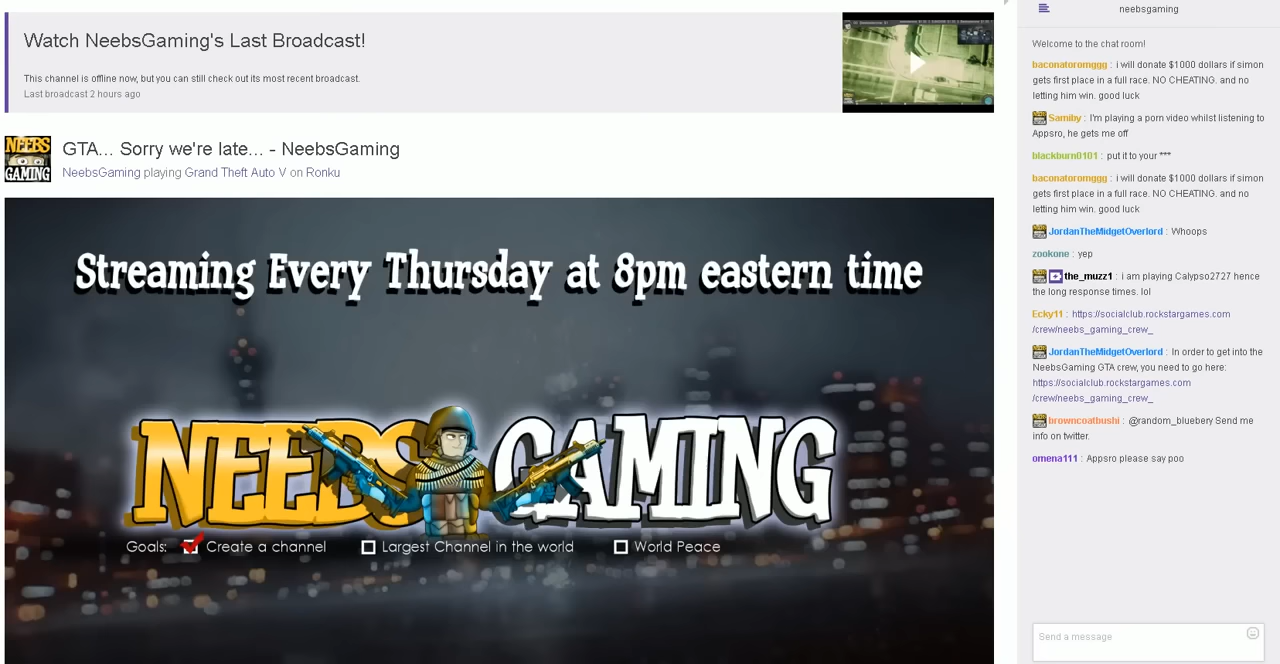 Watch NeebsGaming's Last Broadcast!
This channel is offline now, but you can still check out its most recent broadcast.
Last broadcast 2 hours ago
NEEBS
GAMING
GTA... Sorry we're late... - NeebsGaming
NeebsGaming playing Grand Theft Auto V on Ronku
Streaming Every Thursday at 8pm eastern time
NEEBS GAMING
Goals: Create a channel Largest Channel in the world World Peace
neebsgaming
Welcome to the chat room!
baconatoromggg : i will donate $1000 dollars if simon
gets first place in a full race. NO CHEATING. and no
letting him win. good luck
Samiby : I'm playing a porn video whilst listening to
Appsro, he gets me off
blackburn0101 : put it to your ***
baconatoromggg : i will donate $1000 dollars if simon
gets first place in a full race. NO CHEATING. and no
letting him win. good luck
JordanTheMidgetOverlord : Whoops
zookone : yep
the_muzz1 : i am playing Calypso2727 hence
the long response times. lol
Ecky11 : https://socialclub.rockstargames.com
/crew/neebs_gaming_crew_
JordanTheMidgetOverlord : In order to get into the
NeebsGaming GTA crew, you need to go here:
https://socialclub.rockstargames.com
/crew/neebs_gaming_crew_
browncoatbushi : @random_bluebery Send me
info on twitter.
omena111 : Appsro please say poo
Send a message